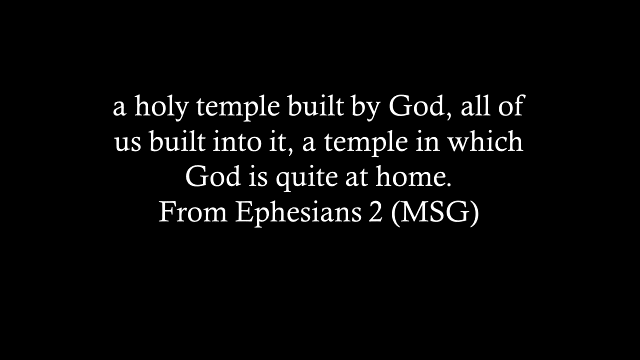 a holy temple built by God, all of
us built into it, a temple in which
God is quite at home.
From Ephesians 2 (MSG)